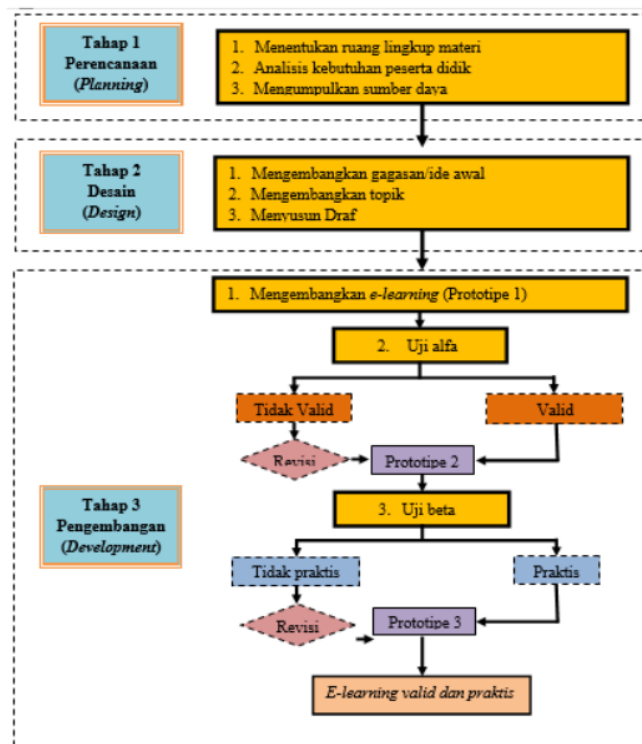 Tahap 1
Perencanaan
(Planning)
1. Menentukan ruang lingkup materi
2. Analisis kebutuhan peserta didik
3. Mengumpulkan sumber daya
Tahap 2
Desain
(Design)
1. Mengembangkan gagasan/ide awal
2. Mengembangkan topik
3. Menyusun Draf
1. Mengembangkan e-learning (Prototipe 1)
2. Uji alfa
Tidak Valid
Valid
Revisi
Prototipe 2
Tahap 3
Pengembangan
(Development)
3. Uji beta
Tidak praktis
Praktis
Revisi
Prototipe 3
E-learning valid dan praktis